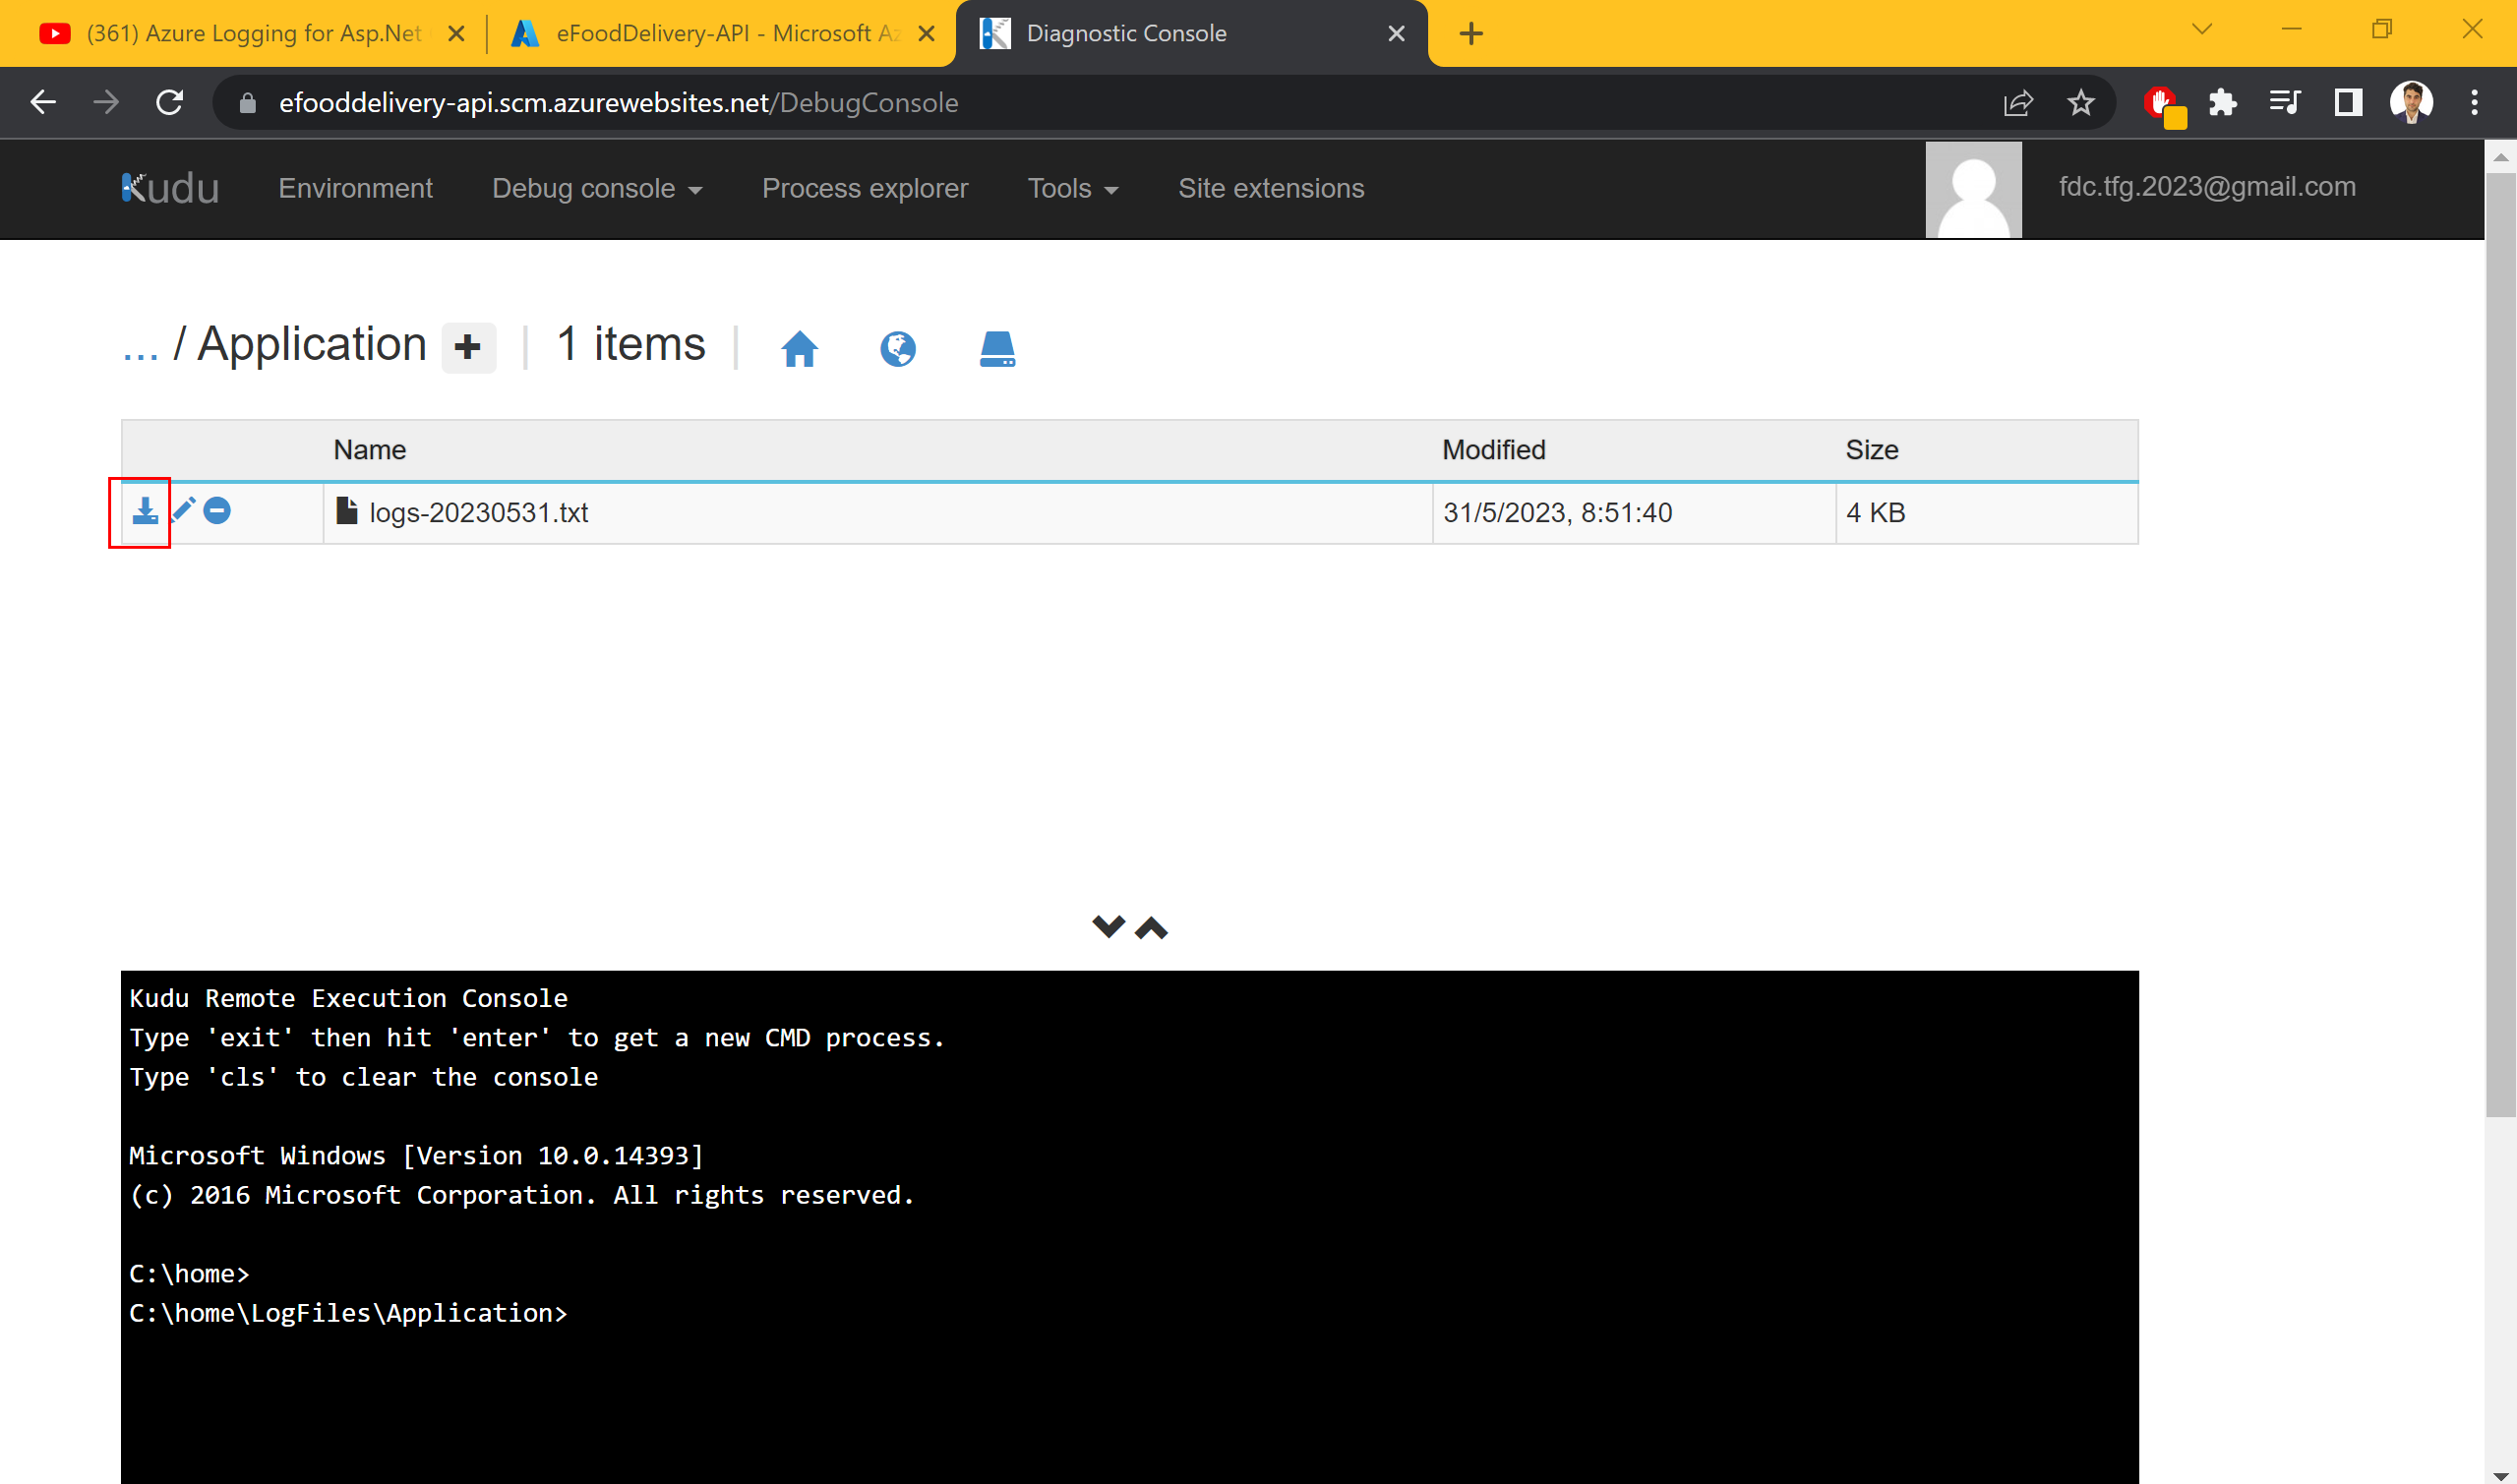 (361) Azure Logging for Asp.Net
eFoodDelivery-API - Microsoft Az
Diagnostic Console
efooddelivery-api.scm.azurewebsites.net/DebugConsole
Kudu Environment Debug console Process explorer Tools Site extensions fdc.tfg.2023@gmail.com
... / Application + | 1 items |
Name Modified Size
logs-20230531.txt 31/5/2023, 8:51:40 4 KB
Kudu Remote Execution Console
Type 'exit' then hit 'enter' to get a new CMD process.
Type 'cls' to clear the console
Microsoft Windows [Version 10.0.14393]
(c) 2016 Microsoft Corporation. All rights reserved.
C:\home>
C:\home\LogFiles\Application>